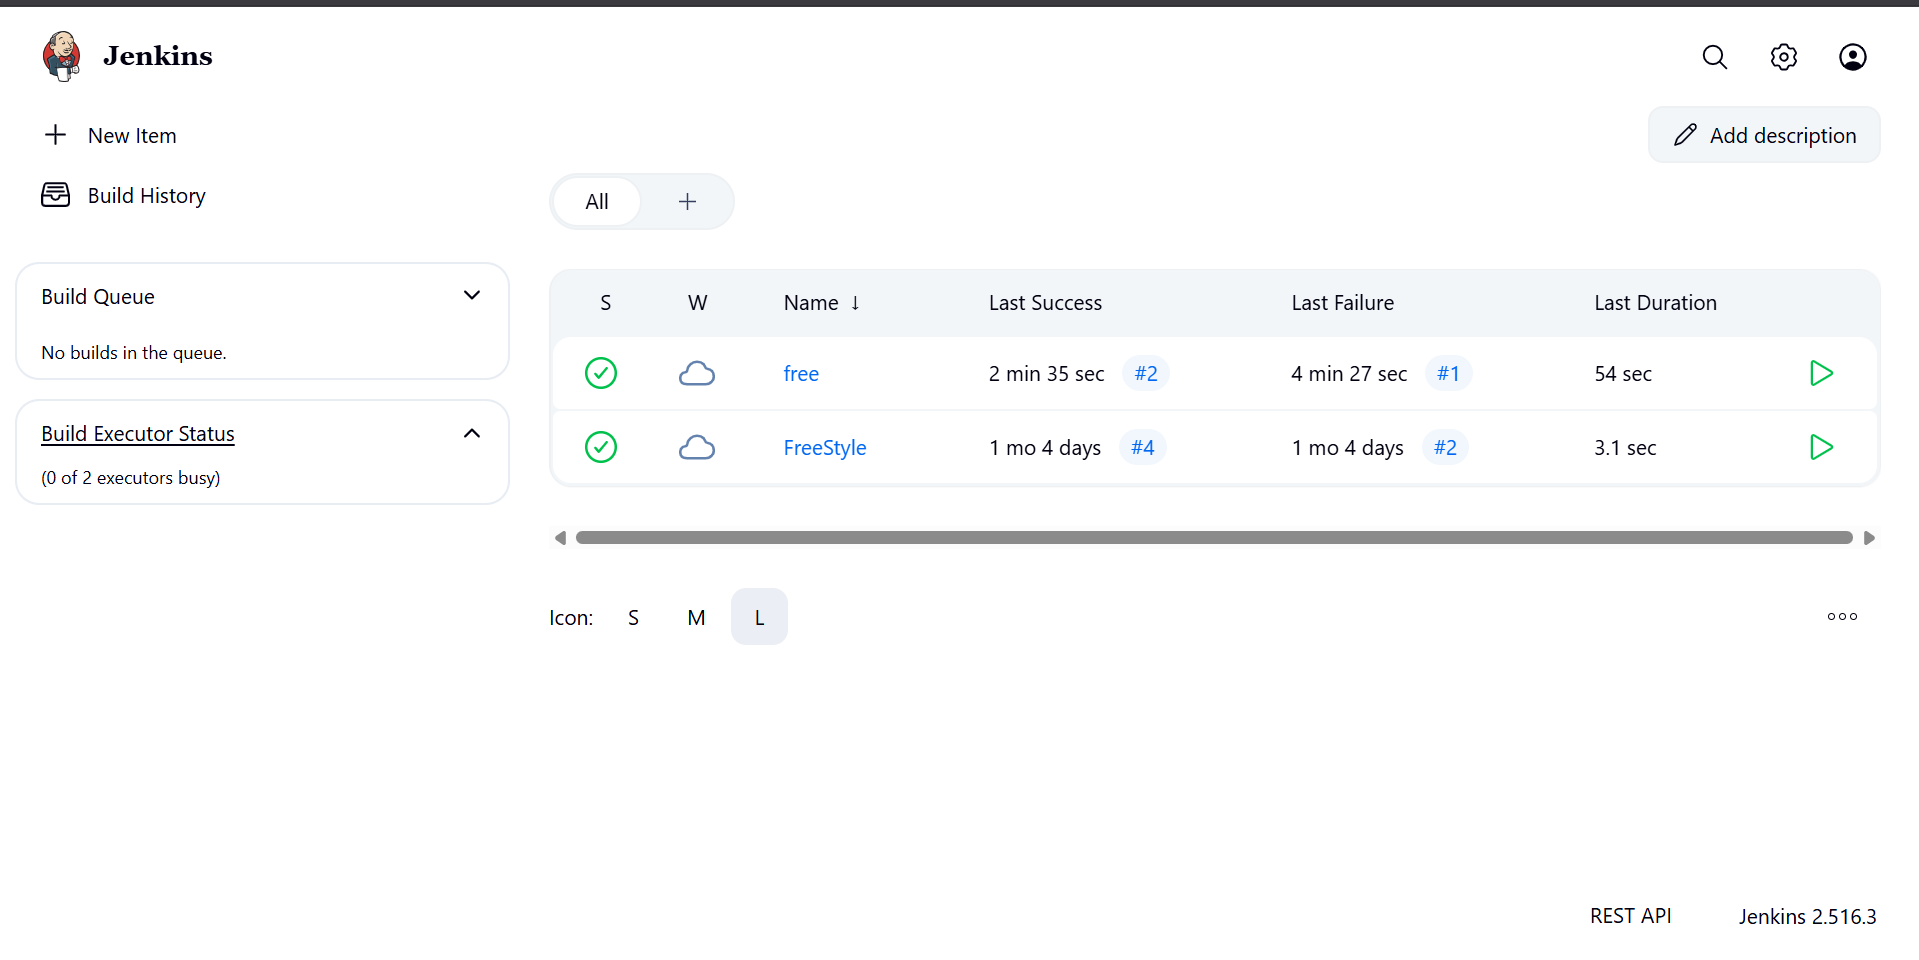 Jenkins
New Item
Build History
Add description
All
Build Queue
No builds in the queue.
Build Executor Status
(0 of 2 executors busy)
S W Name ↓ Last Success Last Failure Last Duration
free 2 min 35 sec #2 4 min 27 sec #1 54 sec
FreeStyle 1 mo 4 days #4 1 mo 4 days #2 3.1 sec
Icon: S M L
REST API Jenkins 2.516.3